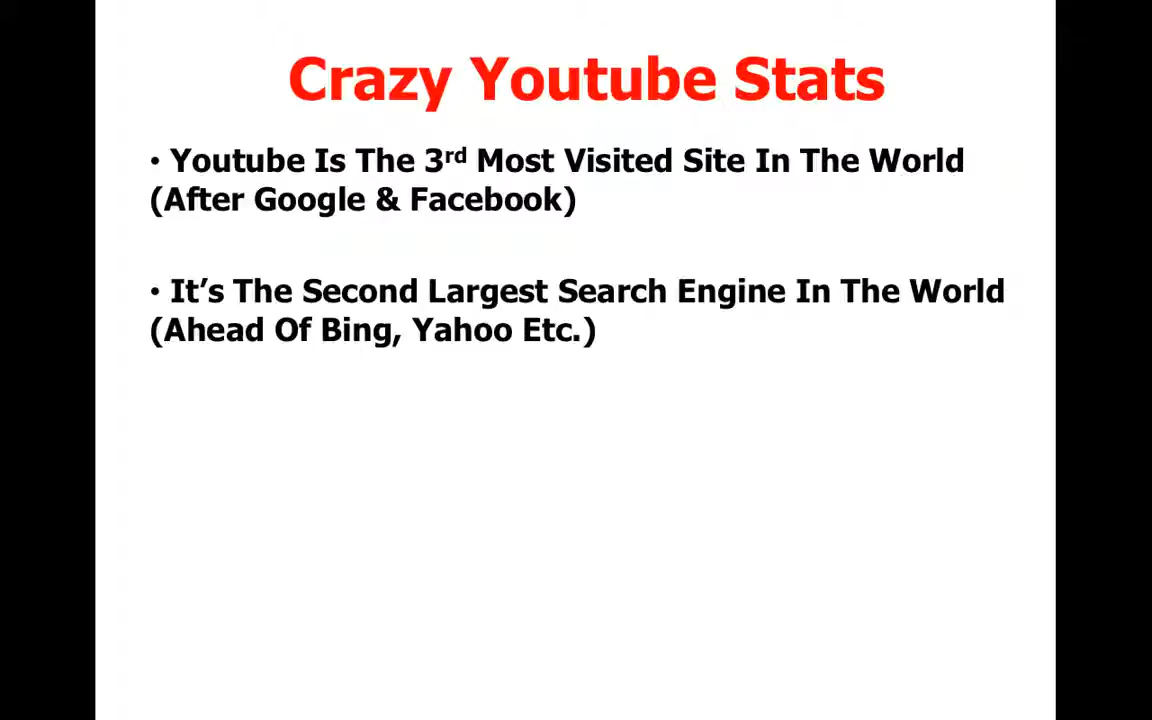 Crazy Youtube Stats
• Youtube Is The 3rd Most Visited Site In The World
(After Google & Facebook)
• It’s The Second Largest Search Engine In The World
(Ahead Of Bing, Yahoo Etc.)